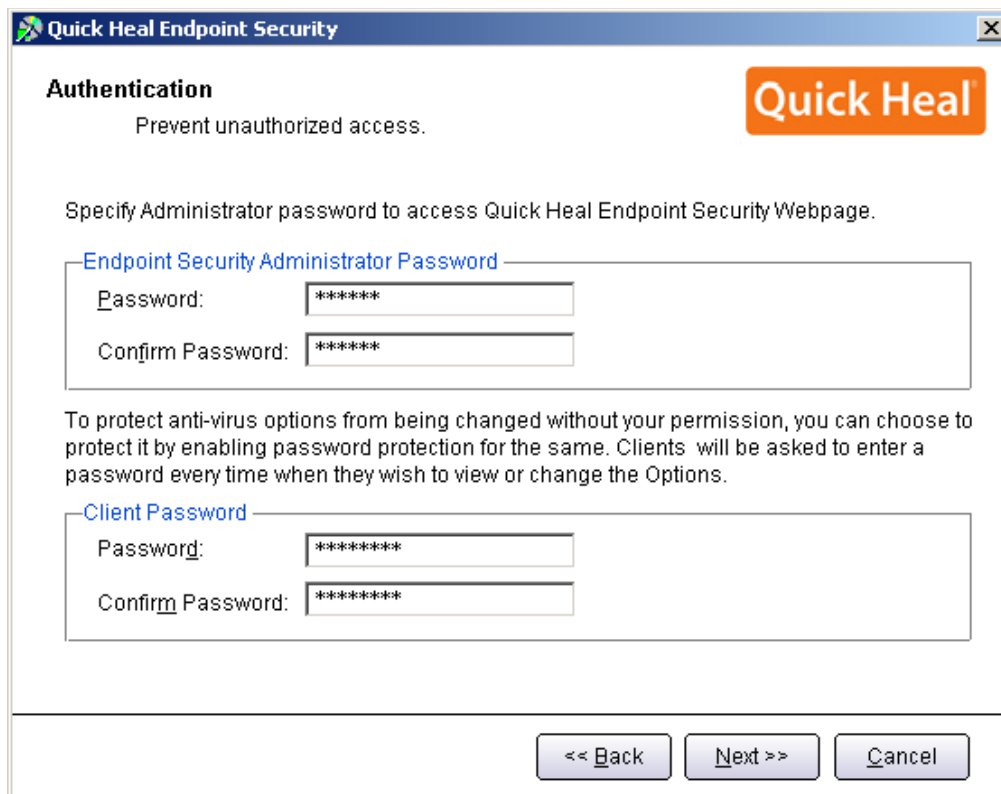 Quick Heal Endpoint Security
Authentication
Prevent unauthorized access.
Quick Heal
Specify Administrator password to access Quick Heal Endpoint Security Webpage.
Endpoint Security Administrator Password
Password: ******
Confirm Password: ******
To protect anti-virus options from being changed without your permission, you can choose to
protect it by enabling password protection for the same. Clients will be asked to enter a
password every time when they wish to view or change the Options.
Client Password
Password: ********
Confirm Password: ********
<< Back Next >> Cancel